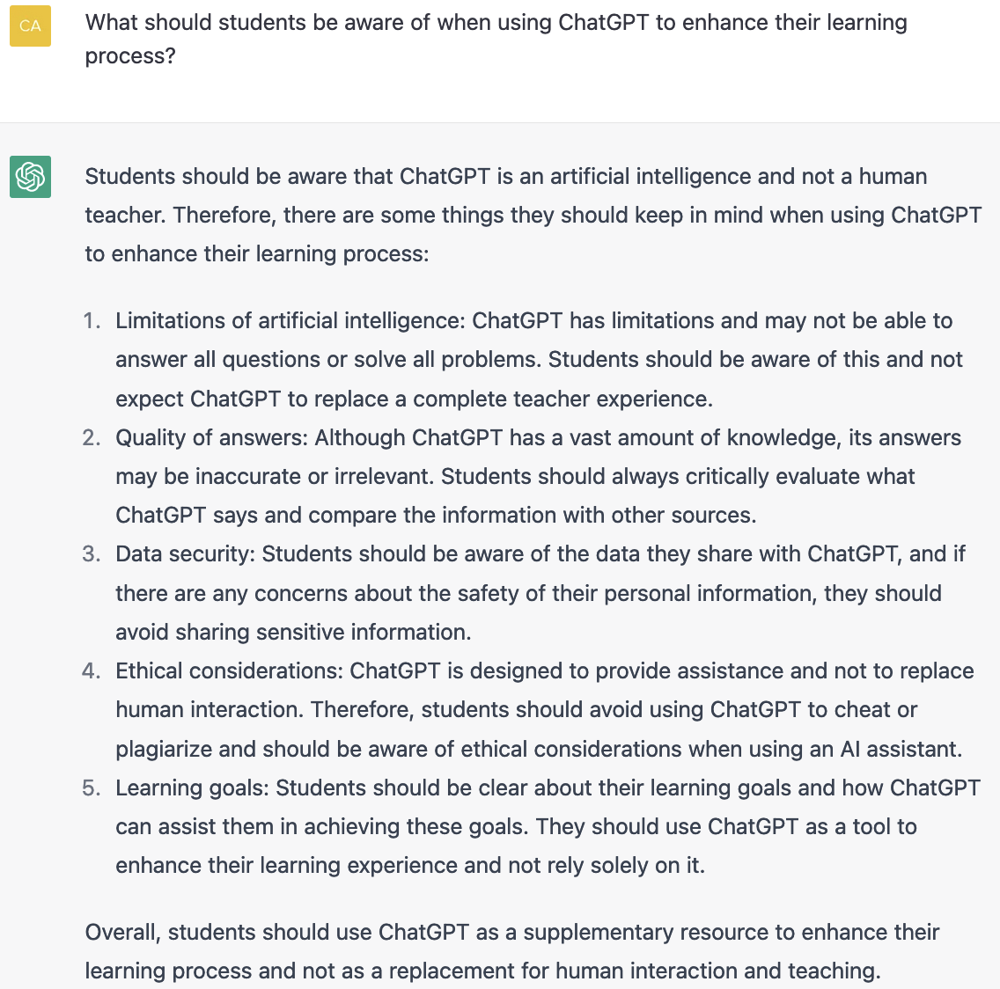 CA
What should students be aware of when using ChatGPT to enhance their learning
process?
Students should be aware that ChatGPT is an artificial intelligence and not a human
teacher. Therefore, there are some things they should keep in mind when using ChatGPT
to enhance their learning process:
1. Limitations of artificial intelligence: ChatGPT has limitations and may not be able to
answer all questions or solve all problems. Students should be aware of this and not
expect ChatGPT to replace a complete teacher experience.
2. Quality of answers: Although ChatGPT has a vast amount of knowledge, its answers
may be inaccurate or irrelevant. Students should always critically evaluate what
ChatGPT says and compare the information with other sources.
3. Data security: Students should be aware of the data they share with ChatGPT, and if
there are any concerns about the safety of their personal information, they should
avoid sharing sensitive information.
4. Ethical considerations: ChatGPT is designed to provide assistance and not to replace
human interaction. Therefore, students should avoid using ChatGPT to cheat or
plagiarize and should be aware of ethical considerations when using an AI assistant.
5. Learning goals: Students should be clear about their learning goals and how ChatGPT
can assist them in achieving these goals. They should use ChatGPT as a tool to
enhance their learning experience and not rely solely on it.
Overall, students should use ChatGPT as a supplementary resource to enhance their
learning process and not as a replacement for human interaction and teaching.